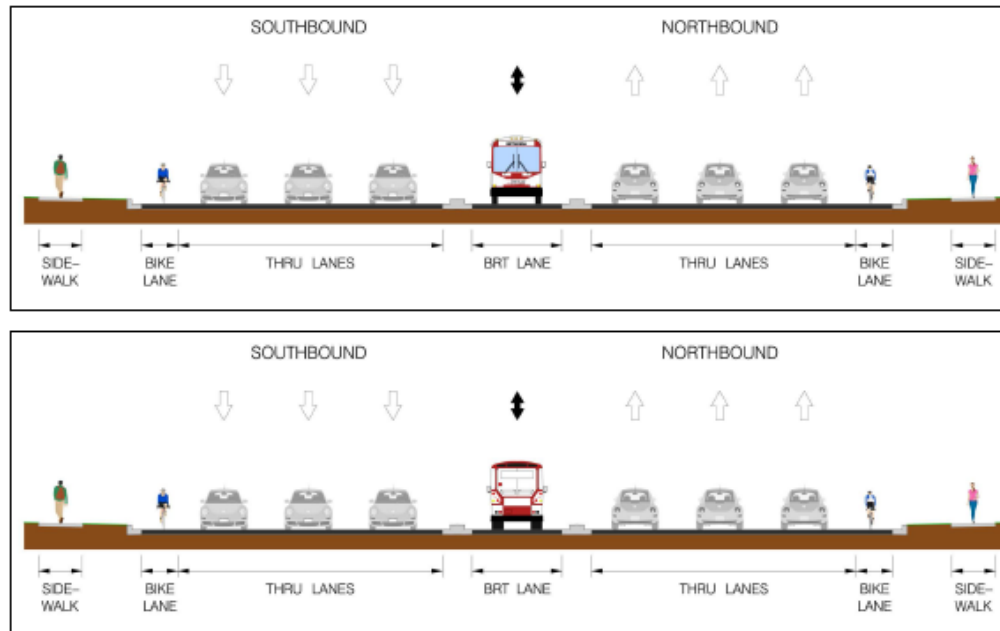 SOUTHBOUND NORTHBOUND
SIDE- BIKE THRU LANES BRT LANE THRU LANES BIKE SIDE-
WALK LANE LANE WALK
SOUTHBOUND NORTHBOUND
SIDE- BIKE THRU LANES BRT LANE THRU LANES BIKE SIDE-
WALK LANE LANE WALK